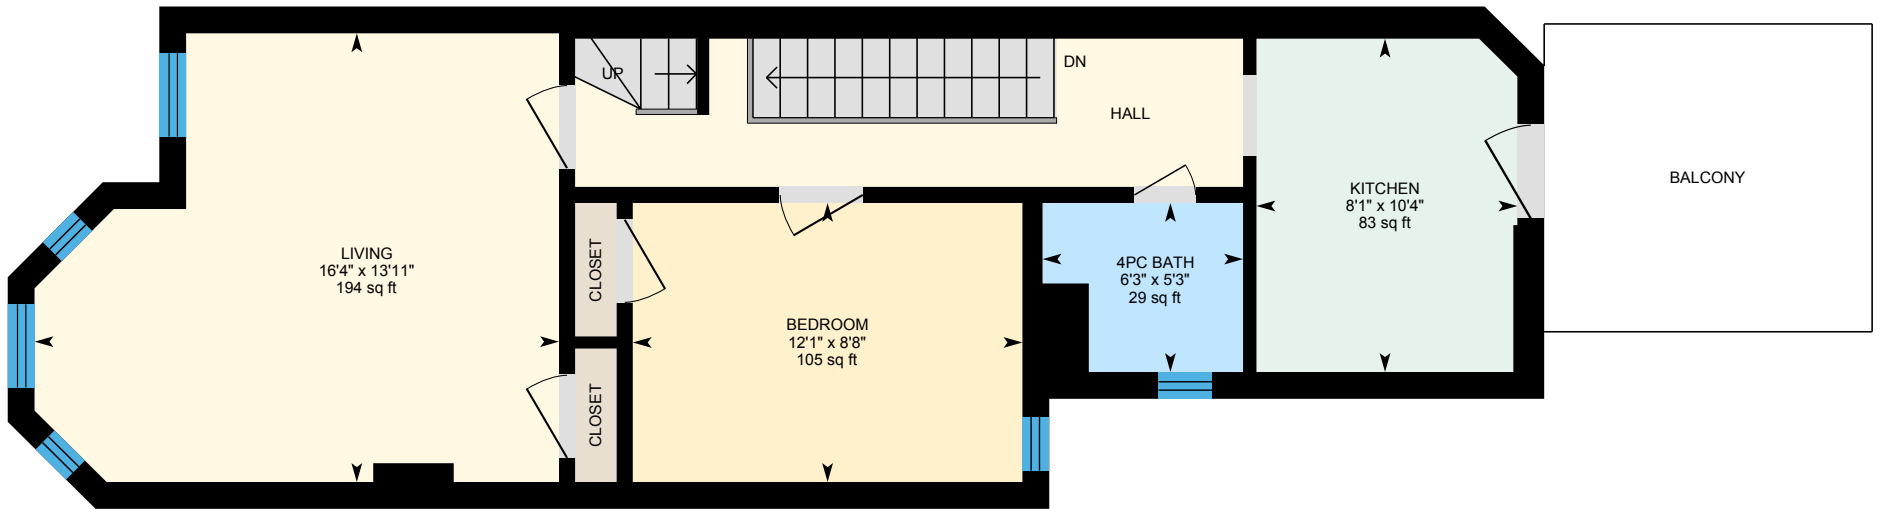 UP
DN
HALL
BALCONY
KITCHEN
8'1" x 10'4"
83 sq ft
LIVING
16'4" x 13'11"
194 sq ft
CLOSET
4PC BATH
6'3" x 5'3"
29 sq ft
BEDROOM
12'1" x 8'8"
105 sq ft
CLOSET